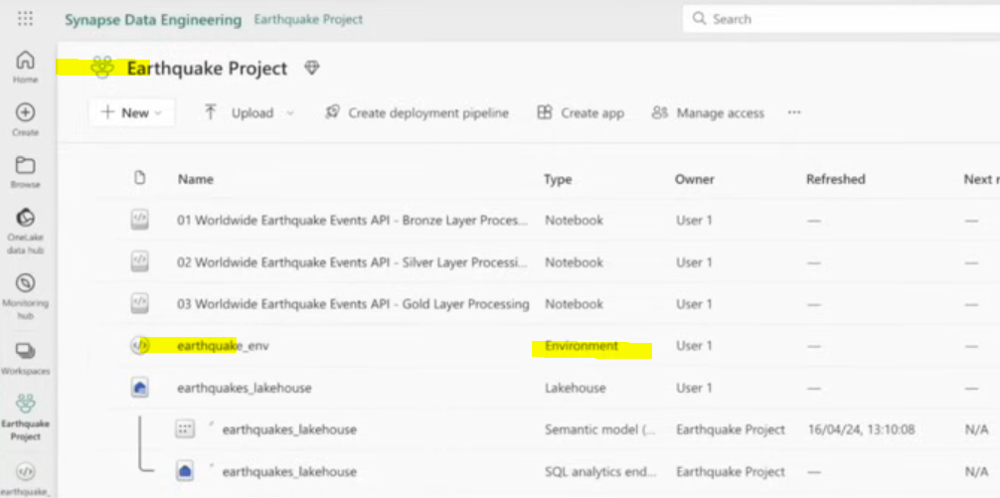 Synapse Data Engineering Earthquake Project Search
Home
Create
Browse
OneLake data hub
Monitoring hub
Workspaces
Earthquake Project
earthquake_
Earthquake Project
New Upload Create deployment pipeline Create app Manage access ...
Name Type Owner Refreshed Next r
01 Worldwide Earthquake Events API - Bronze Layer Proces... Notebook User 1 — —
02 Worldwide Earthquake Events API - Silver Layer Processi... Notebook User 1 — —
03 Worldwide Earthquake Events API - Gold Layer Processing Notebook User 1 — —
earthquake_env Environment User 1 — —
earthquakes_lakehouse Lakehouse User 1 — —
earthquakes_lakehouse Semantic model (... Earthquake Project 16/04/24, 13:10:08 N/A
earthquakes_lakehouse SQL analytics end... Earthquake Project — N/A